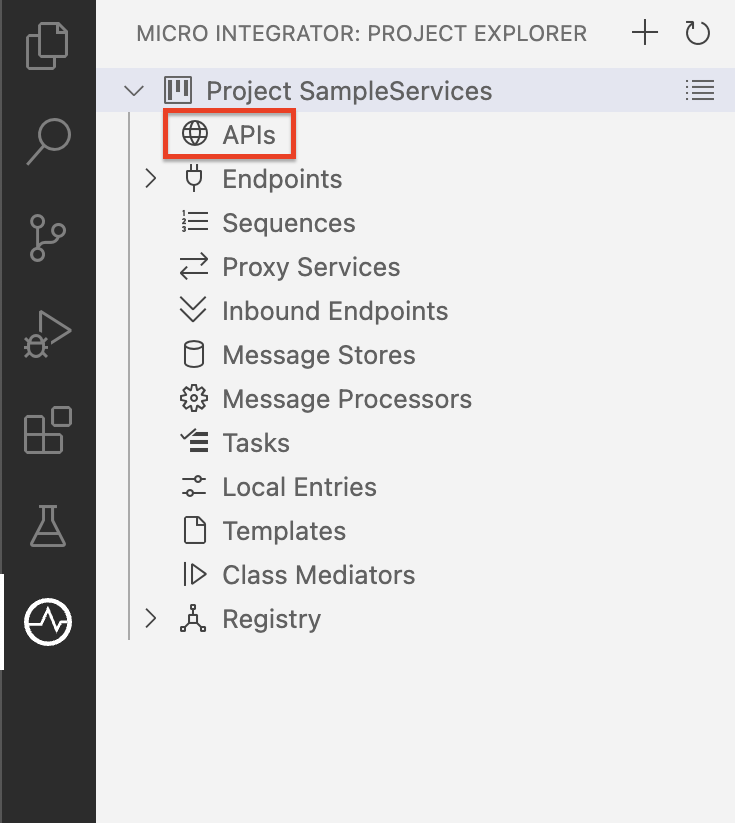 MICRO INTEGRATOR: PROJECT EXPLORER
Project SampleServices
APIs
Endpoints
Sequences
Proxy Services
Inbound Endpoints
Message Stores
Message Processors
Tasks
Local Entries
Templates
Class Mediators
Registry